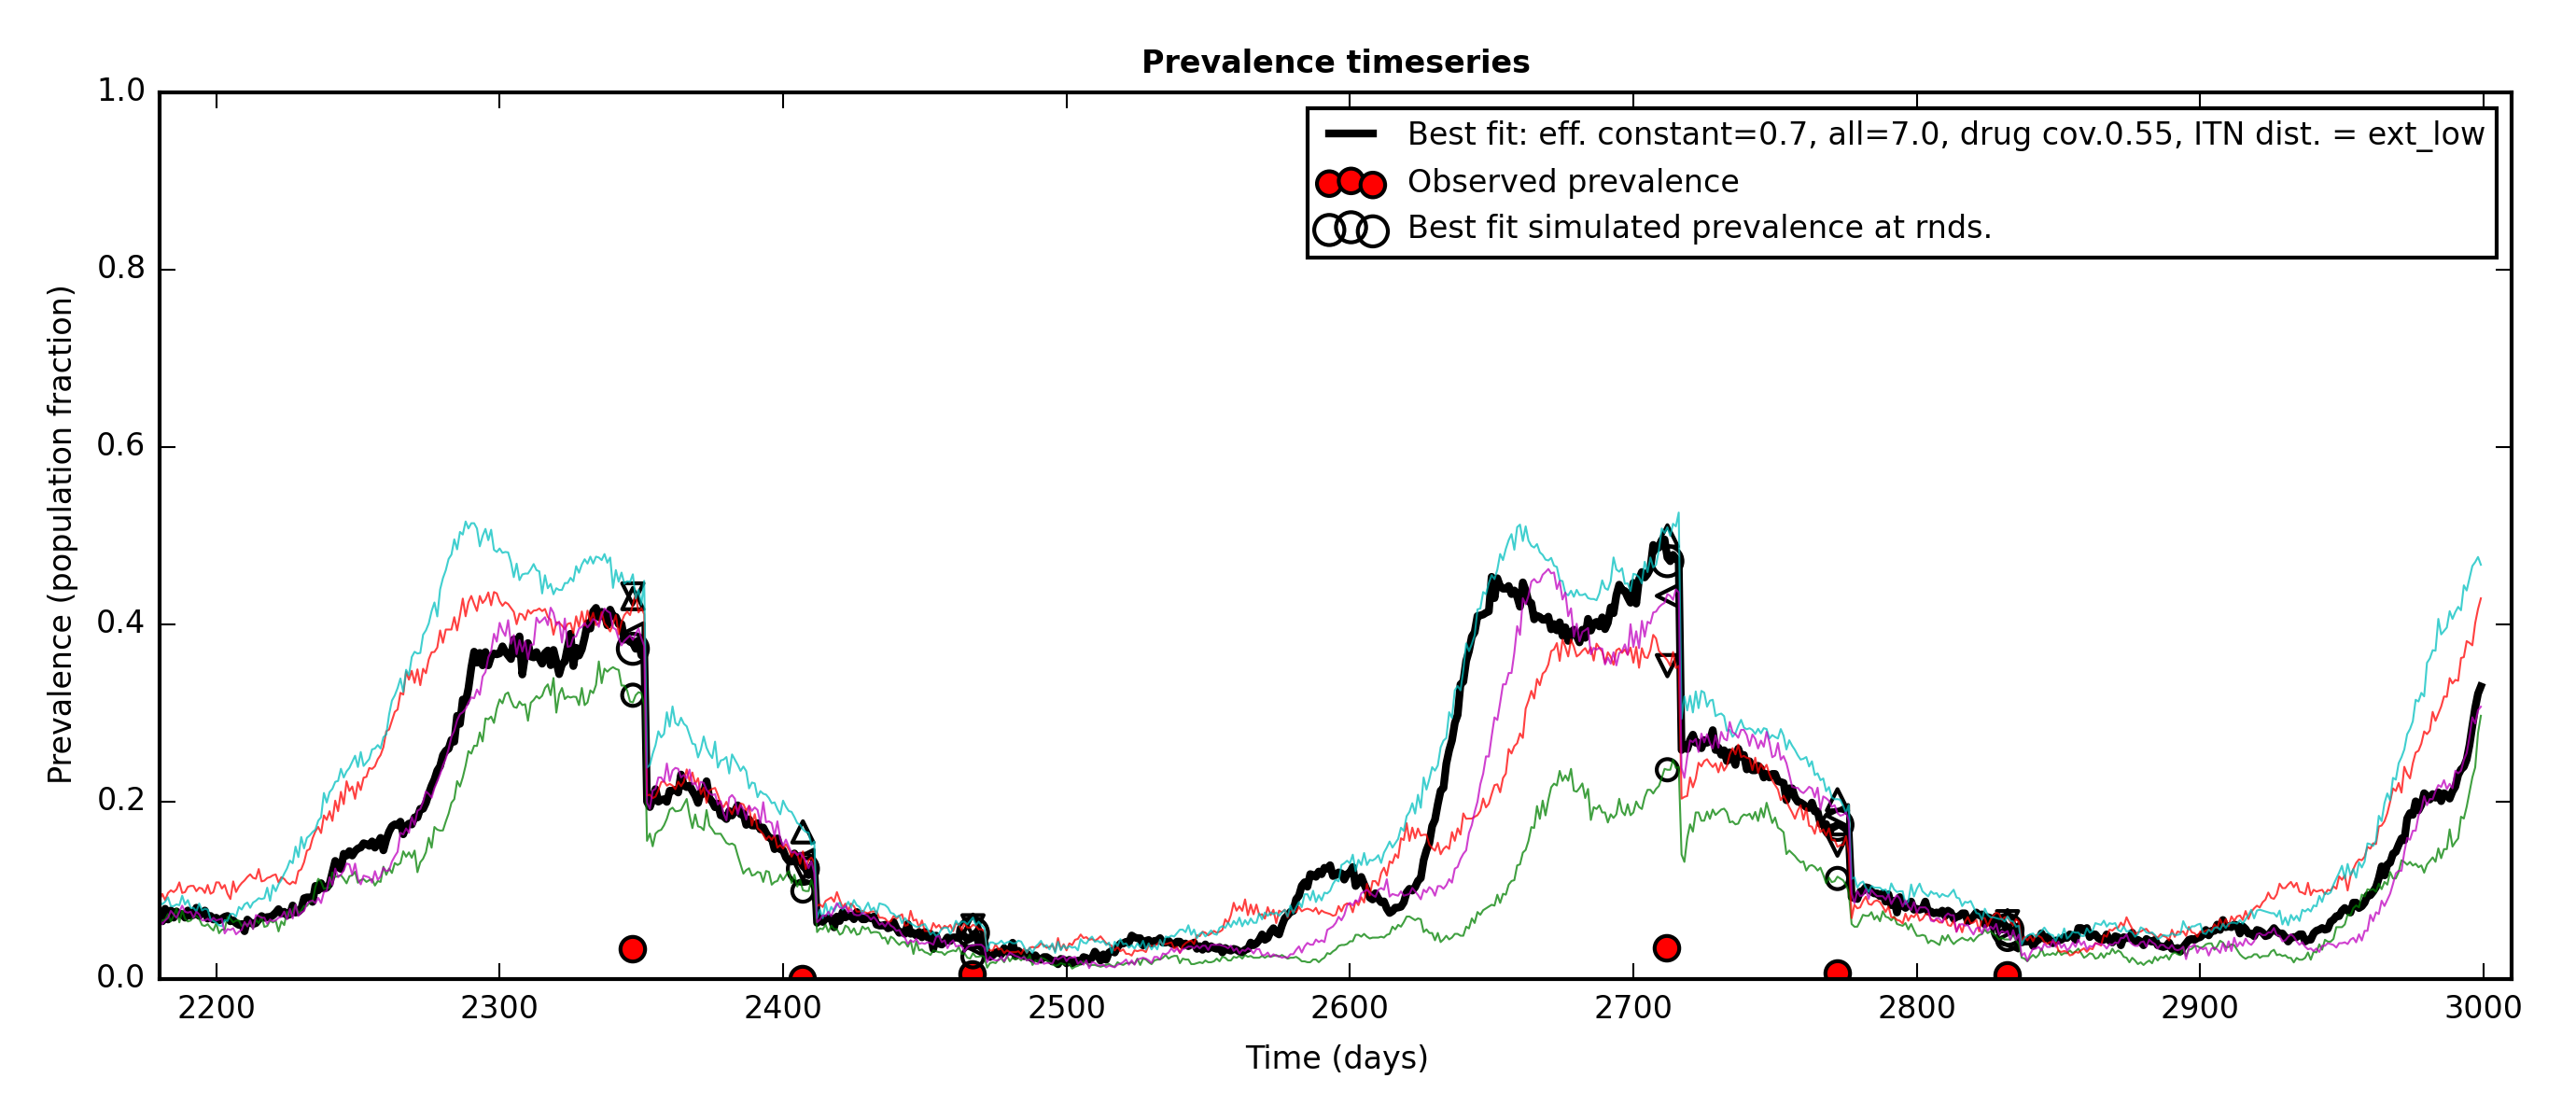 Prevalence timeseries
Best fit: eff. constant=0.7, all=7.0, drug cov.0.55, ITN dist. = ext_low
Observed prevalence
Best fit simulated prevalence at rnds.
Prevalence (population fraction)
1.0
0.8
0.6
0.4
0.2
0.0
2200 2300 2400 2500 2600 2700 2800 2900 3000
Time (days)